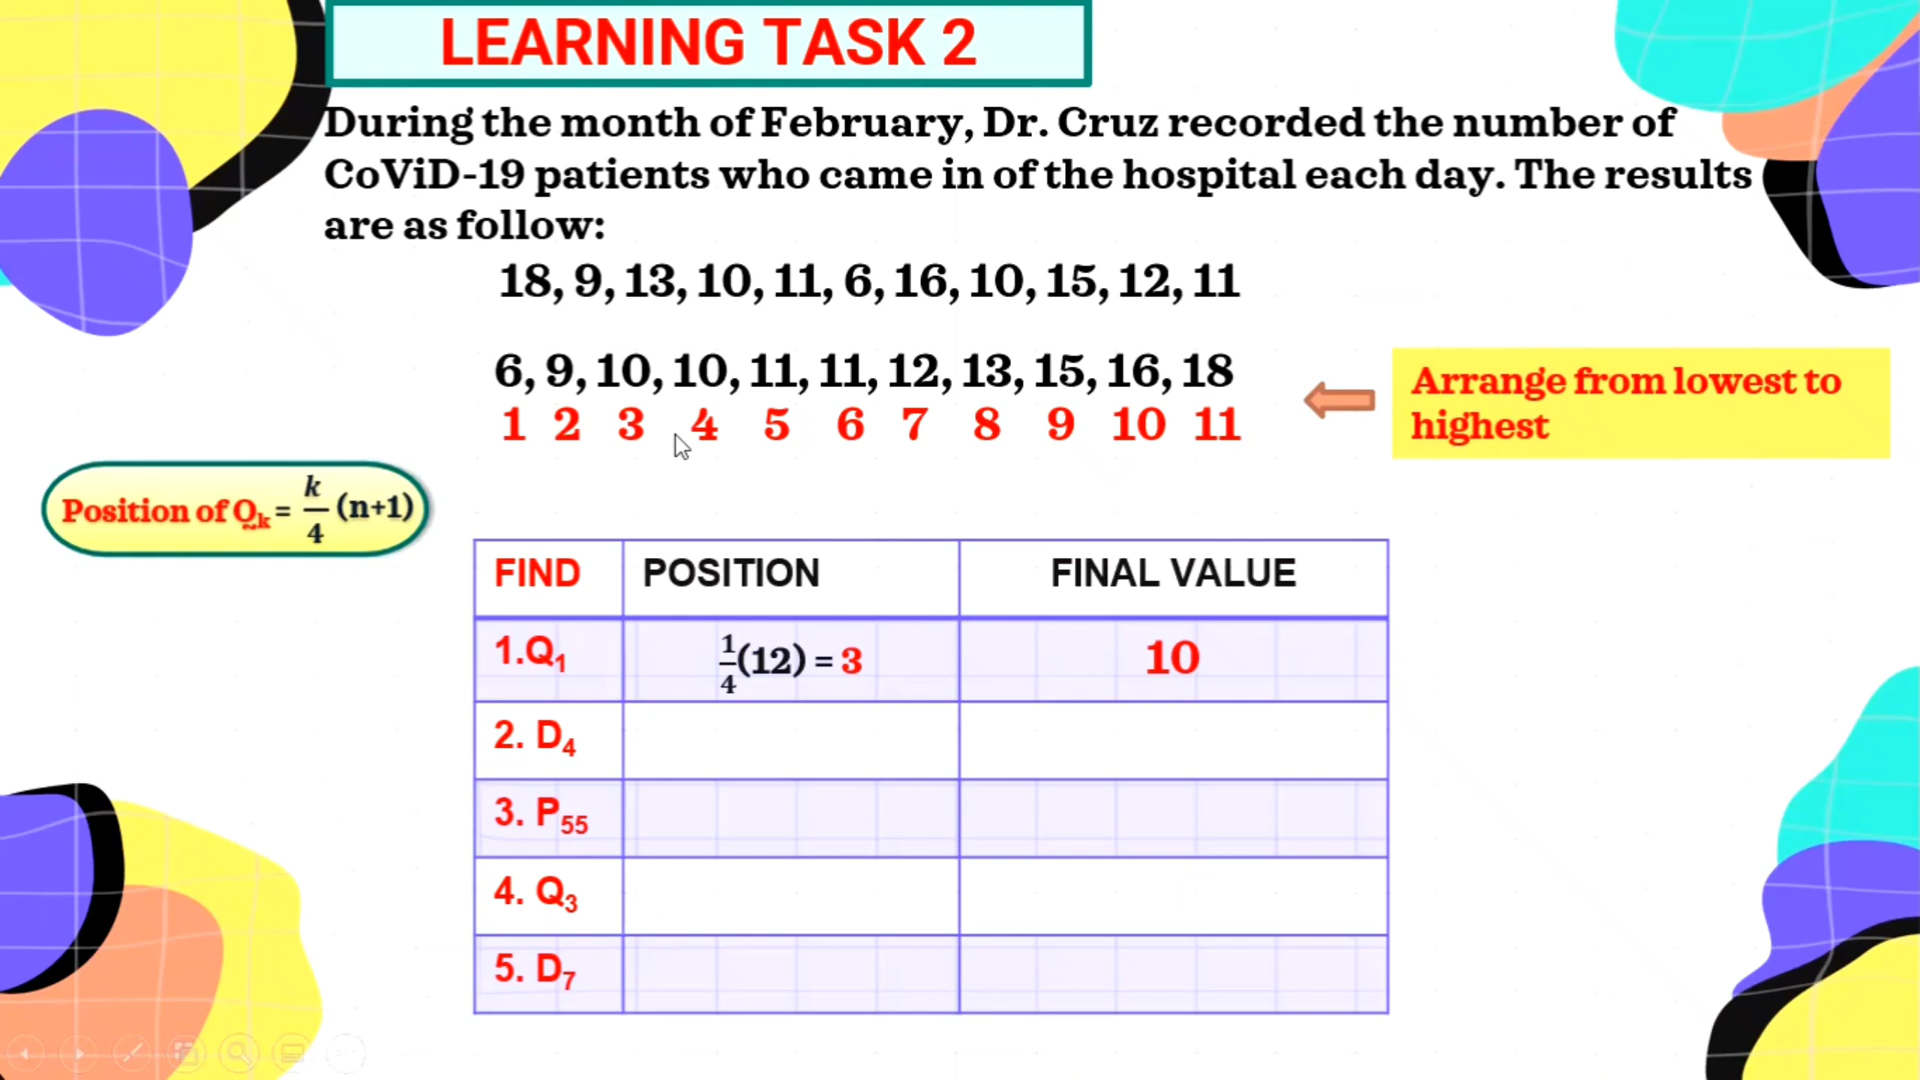 LEARNING TASK 2
During the month of February, Dr. Cruz recorded the number of
CoViD-19 patients who came in of the hospital each day. The results
are as follow:
18, 9, 13, 10, 11, 6, 16, 10, 15, 12, 11
6, 9, 10, 10, 11, 11, 12, 13, 15, 16, 18
1 2 3 4 5 6 7 8 9 10 11
Arrange from lowest to
highest
Position of Qk = k/4 (n+1)
FIND POSITION FINAL VALUE
1.Q1 1/4(12) = 3 10
2. D4
3. P55
4. Q3
5. D7